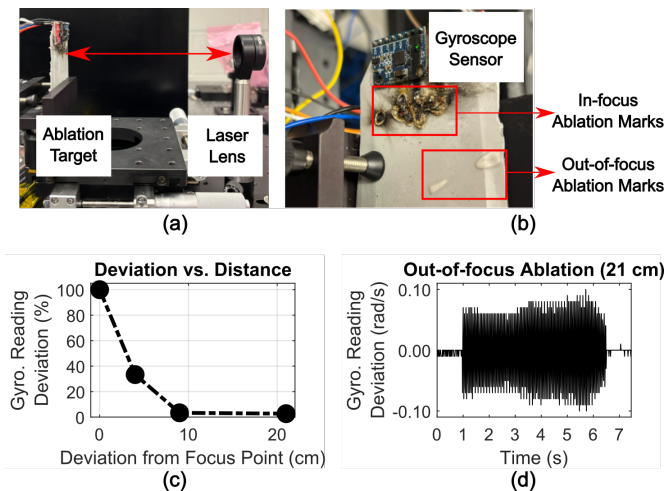 Ablation
Target
Laser
Lens
(a)
Gyroscope
Sensor
In-focus
Ablation Marks
Out-of-focus
Ablation Marks
(b)
Deviation vs. Distance
Gyro. Reading
Deviation (%)
100
80
60
40
20
0
0
10
20
Deviation from Focus Point (cm)
(c)
Out-of-focus Ablation (21 cm)
Gyro. Reading
Deviation (rad/s)
0.10
0.00
-0.10
0 1 2 3 4 5 6 7
Time (s)
(d)